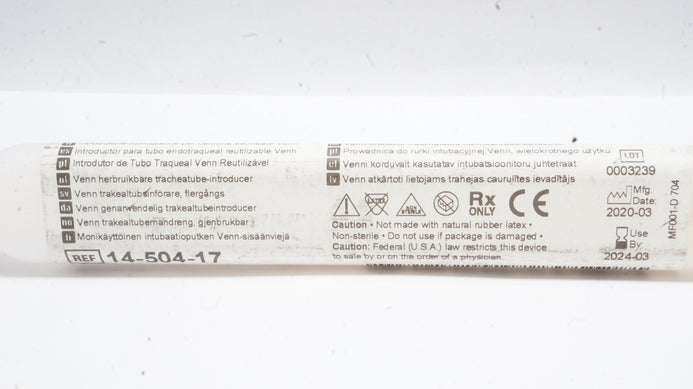 es Introductor para tubo endotraqueal reutilizable Venn
pt Introdutor de Tubo Traqueal Venn Reutilizável
nl Venn herbruikbare tracheatube-introducer
sv Venn trakealtubsinförare, flergångs
da Venn genanvendelig trakealtubeintroducer
no Venn trakealtubemandreng, gjenbrukbar
fi Monikäyttöinen intubaatioputken Venn-sisäänviejä
REF 14-504-17
pl Prowadnica do rurki intubacyjnej Venn, wielokrotnego użytku
et Venni korduvalt kasutatav intubatsioonitoru juhtetraat
lv Venn atkārtoti lietojams trahejas caurulītes ievadītājs
LATEX
NON STERILE
Rx ONLY
CE
Caution • Not made with natural rubber latex •
Non-sterile • Do not use if package is damaged •
Caution: Federal (U.S.A.) law restricts this device
to sale by or on the order of a physician.
LOT
0003239
Mfg.
Date:
2020-03
Use
By:
2024-03
MF001-D 704